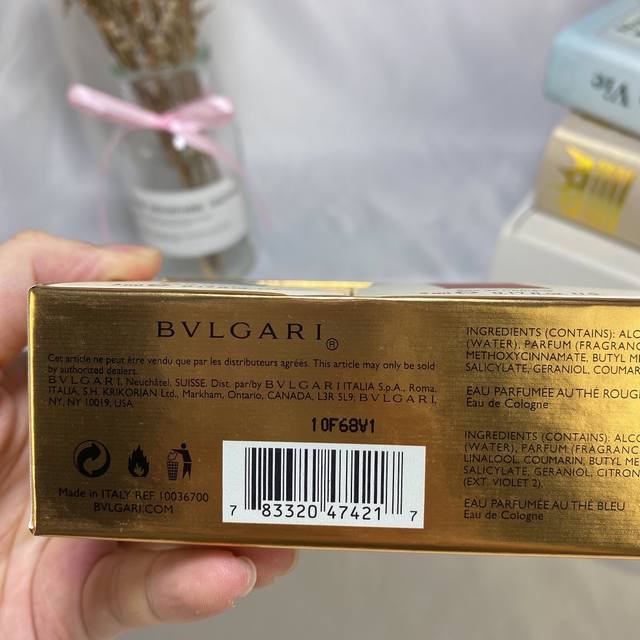 BVLGARI®
Cet article ne peut être vendu que par les distributeurs agréés. This article may only be sold
by authorized dealers.
BVLGARI, Neuchâtel, SUISSE. Dist. par/by BVLGARI ITALIA S.p.A., Roma,
ITALIA, S.H. KRIKORIAN Ltd., Markham, Ontario, CANADA, L3R 5L9, BVLGARI,
NY, NY 10019, USA.
10F68V1
Made in ITALY REF 10036700
BVLGARI.COM
7 83320 47421 7
INGREDIENTS (CONTAINS): ALCO
(WATER), PARFUM (FRAGRANC
METHOXYCINNAMATE, BUTYL ME
SALICYLATE, GERANIOL, COUMAR
EAU PARFUMÉE AU THÉ ROUG
Eau de Cologne
INGREDIENTS (CONTAINS): ALCO
(WATER), PARFUM (FRAGRANC
LINALOOL, COUMARIN, BUTYL ME
SALICYLATE, GERANIOL, CITRON
(EXT. VIOLET 2).
EAU PARFUMÉE AU THÉ BLEU
Eau de Cologne
Vie